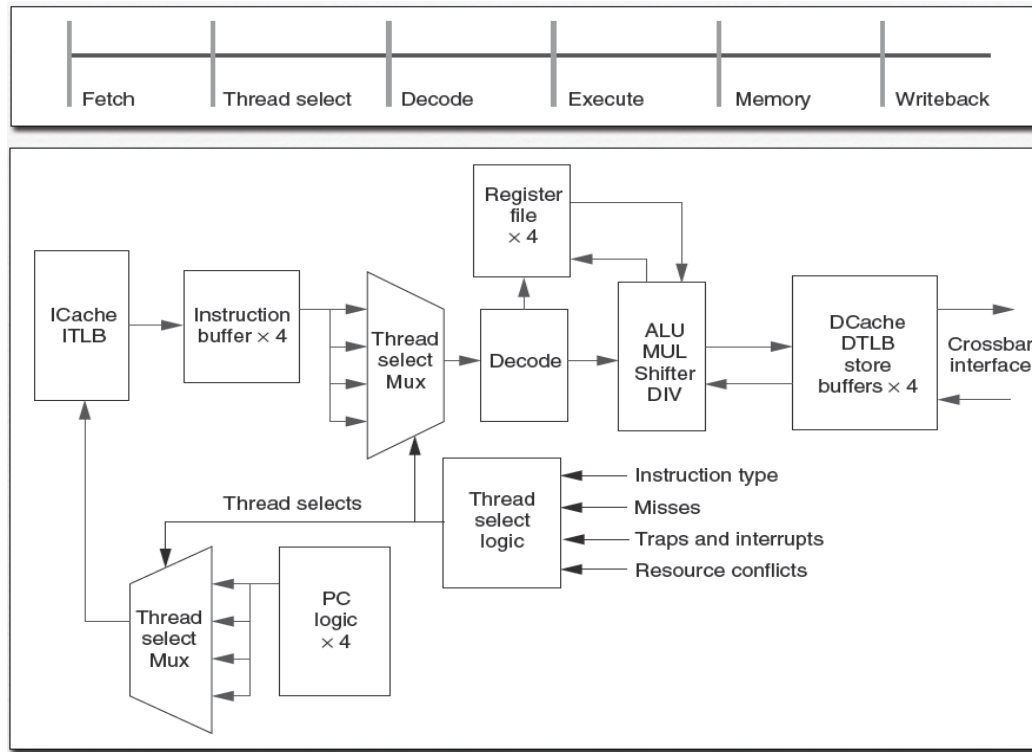 Fetch
Thread select
Decode
Execute
Memory
Writeback
Register
file
× 4
ICache
ITLB
Instruction
buffer × 4
Thread
select
Mux
Decode
ALU
MUL
Shifter
DIV
DCache
DTLB
store
buffers × 4
Crossbar
interface
Thread selects
Thread
select
logic
Instruction type
Misses
Traps and interrupts
Resource conflicts
Thread
select
Mux
PC
logic
× 4